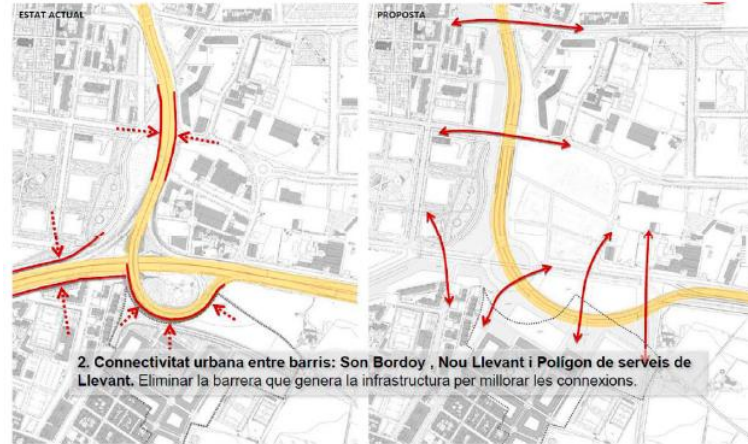 ESTAT ACTUAL
PROPOSTA
2. Connectivitat urbana entre barris: Son Bordoy , Nou Llevant i Polígon de serveis de
Llevant. Eliminar la barrera que genera la infrastructura per millorar les connexions.